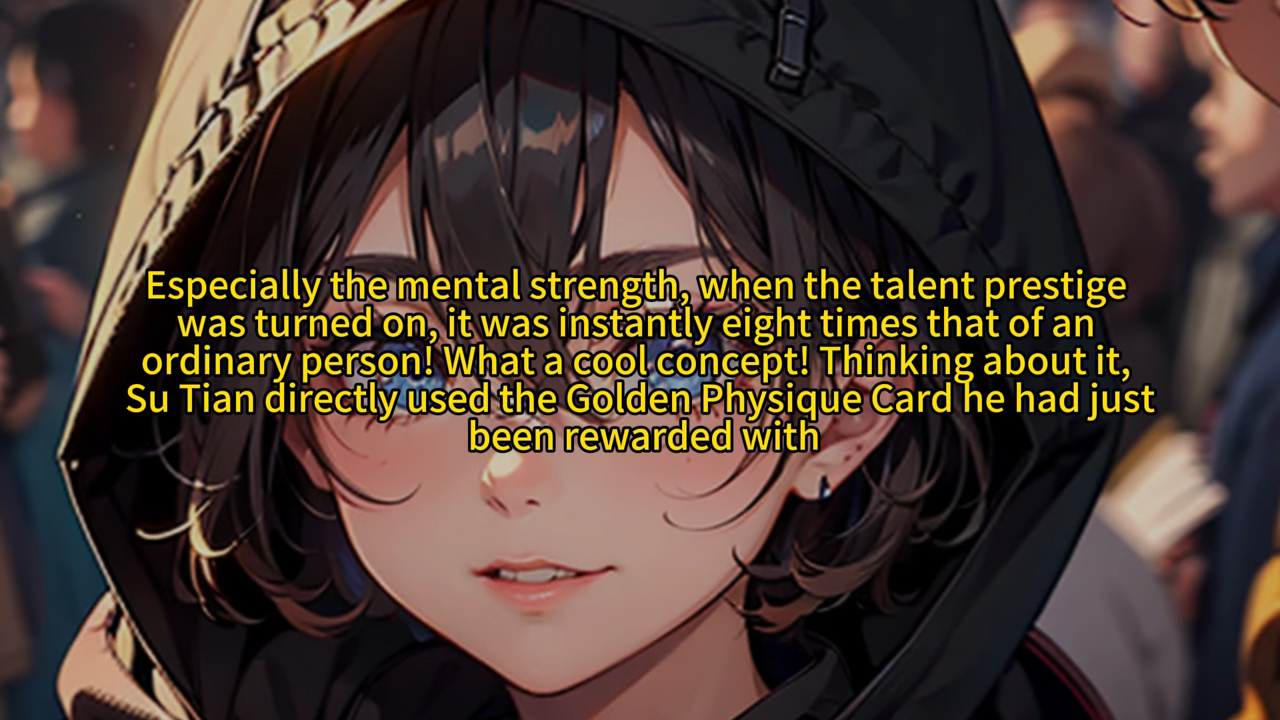 Especially the mental strength, when the talent prestige
was turned on, it was instantly eight times that of an
ordinary person! What a cool concept! Thinking about it,
Su Tian directly used the Golden Physique Card he had just
been rewarded with